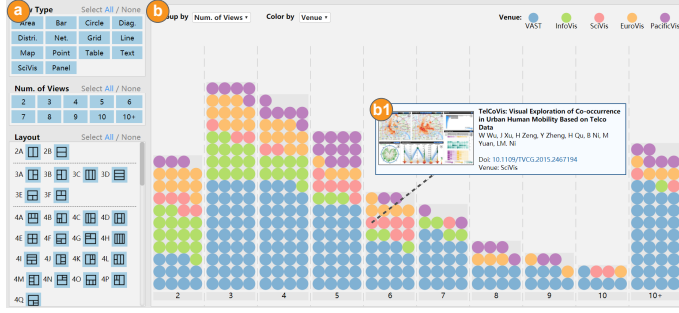 a
View Type Select All / None
Area Bar Circle Diag.
Distri. Net. Grid Line
Map Point Table Text
SciVis Panel
Num. of Views Select All / None
2 3 4 5 6
7 8 9 10 10+
Layout Select All / None
2A 2B
3A 3B 3C 3D
3E 3F
4A 4B 4C 4D
4E 4F 4G 4H
4I 4J 4K 4L
4M 4N 4O 4P
4Q
b
Group by Num. of Views ▾ Color by Venue ▾ Venue:
VAST InfoVis SciVis EuroVis PacificVis
b1
TelCoVis: Visual Exploration of Co-occurrence
in Urban Human Mobility Based on Telco
Data
W Wu, J Xu, H Zeng, Y Zheng, H Qu, B Ni, M
Yuan, LM. Ni
Doi: 10.1109/TVCG.2015.2467194
Venue: SciVis
2 3 4 5 6 7 8 9 10 10+